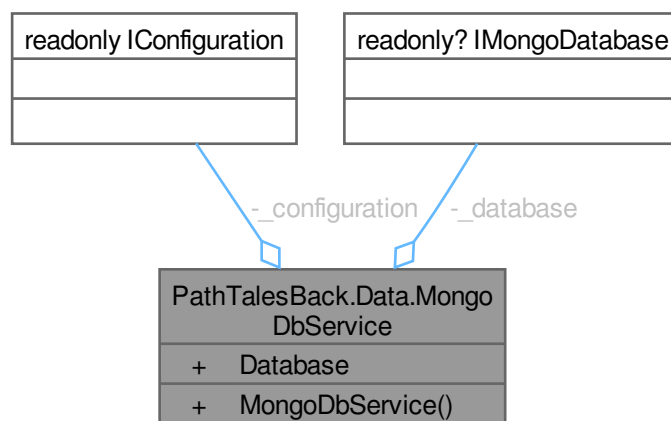 readonly IConfiguration
readonly? IMongoDatabase
-_configuration
-_database
PathTalesBack.Data.Mongo
DbService
+ Database
+ MongoDbService()